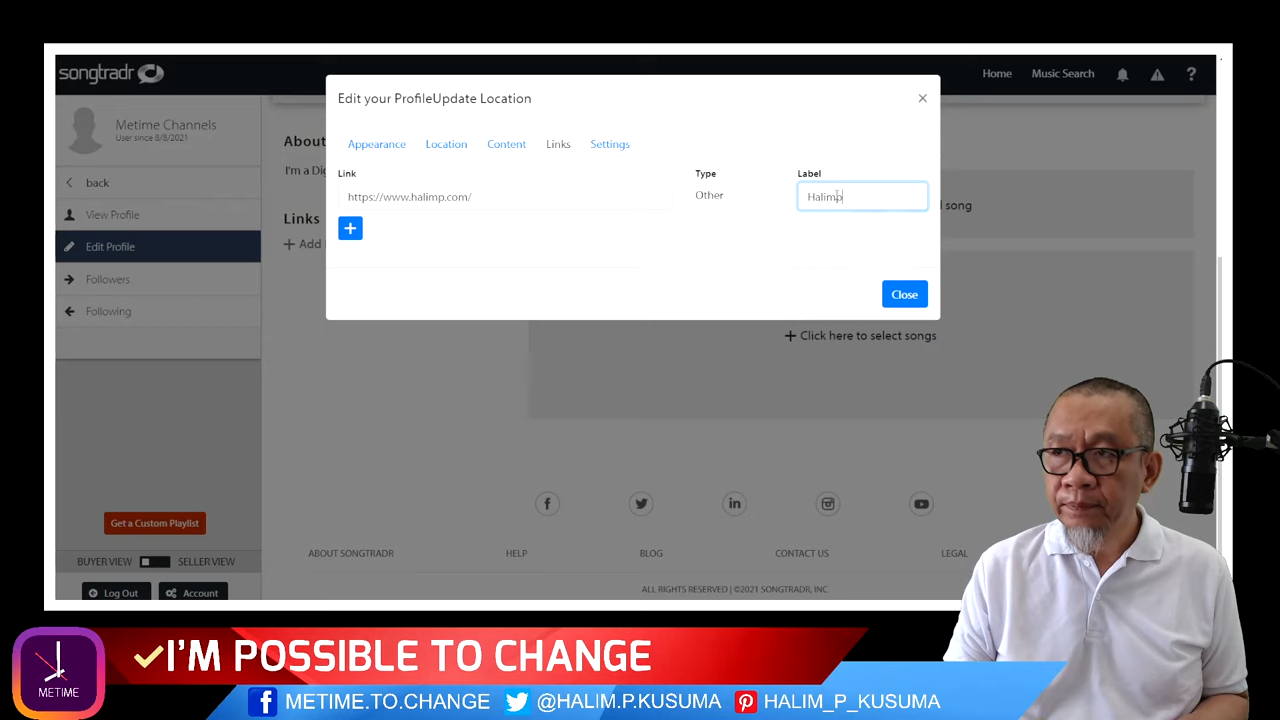 songtradr
Home
Music Search
?
Metime Channels
User since 8/8/2021
back
View Profile
Edit Profile
Followers
Following
Get a Custom Playlist
BUYER VIEW
SELLER VIEW
Log Out
Account
About
I'm a Dig
Links
+ Add
Edit your ProfileUpdate Location
×
Appearance
Location
Content
Links
Settings
Link
Type
Label
https://www.halimp.com/
Other
Halimp
+
Close
d song
+ Click here to select songs
ABOUT SONGTRADR
HELP
BLOG
CONTACT US
LEGAL
ALL RIGHTS RESERVED | ©2021 SONGTRADR, INC.
METIME
I'M POSSIBLE TO CHANGE
METIME.TO.CHANGE
@HALIM.P.KUSUMA
HALIM_P_KUSUMA